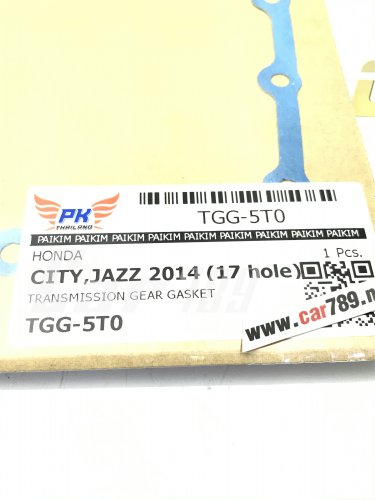 PK
THAILAND
TGG-5T0
PAIKIM PAIKIM PAIKIM PAIKIM PAIKIM PAIKIM PAIKIM PAIKIM PAIKIM
HONDA
1 Pcs.
CITY,JAZZ 2014 (17 hole)
TRANSMISSION GEAR GASKET
TGG-5T0
www.car789.n